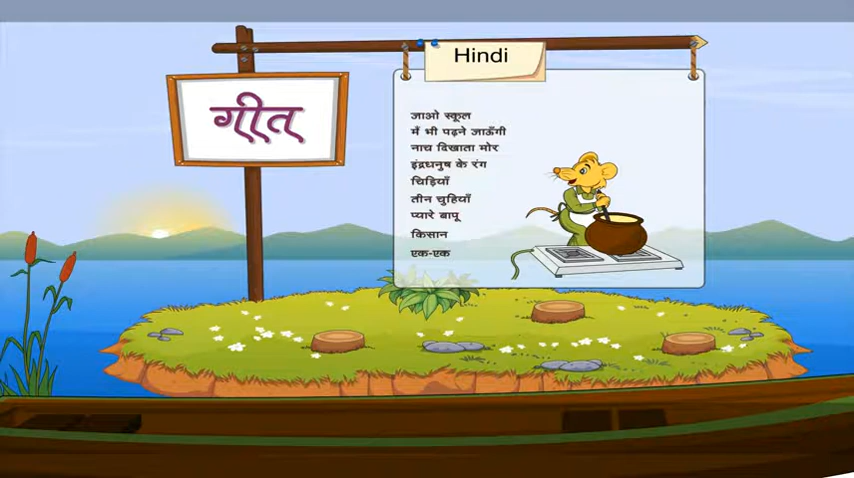 Hindi
गीत
जाओ स्कूल
मैं भी पढ़ने जाऊँगी
नाच दिखाता मोर
इंद्रधनुष के रंग
चिड़ियाँ
तीन चुहियाँ
प्यारे बापू
किसान
एक-एक